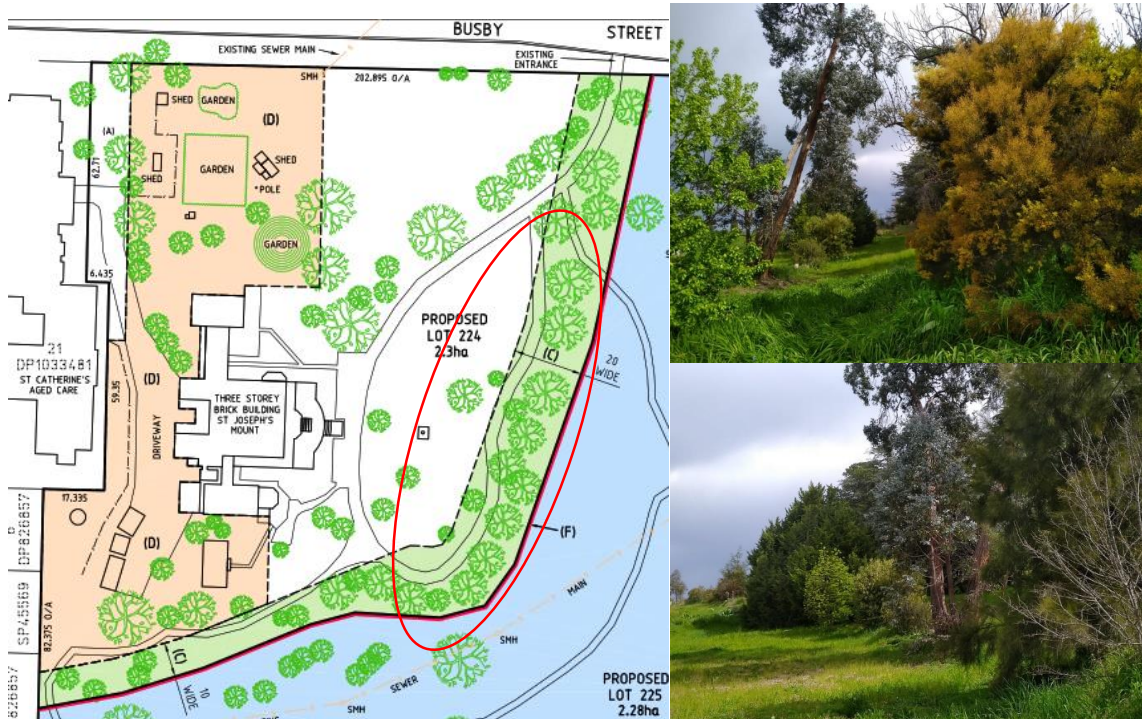 BUSBY STREET
EXISTING SEWER MAIN
EXISTING
ENTRANCE
SMH
202.895 O/A
SHED
GARDEN
(D)
(A)
62.71
GARDEN
SHED
SHED
*POLE
GARDEN
6.435
PROPOSED
LOT 224
2.3ha
(C)
20
WIDE
21
DP1033481
ST CATHERINE'S
AGED CARE
59.35
(D)
DRIVEWAY
THREE STOREY
BRICK BUILDING
ST JOSEPH'S
MOUNT
17.335
DP826857
(D)
(F)
SP45569
82.375 O/A
MAIN
SMH
(C)
10
WIDE
SEWER
SMH
PROPOSED
LOT 225
2.28ha
826857